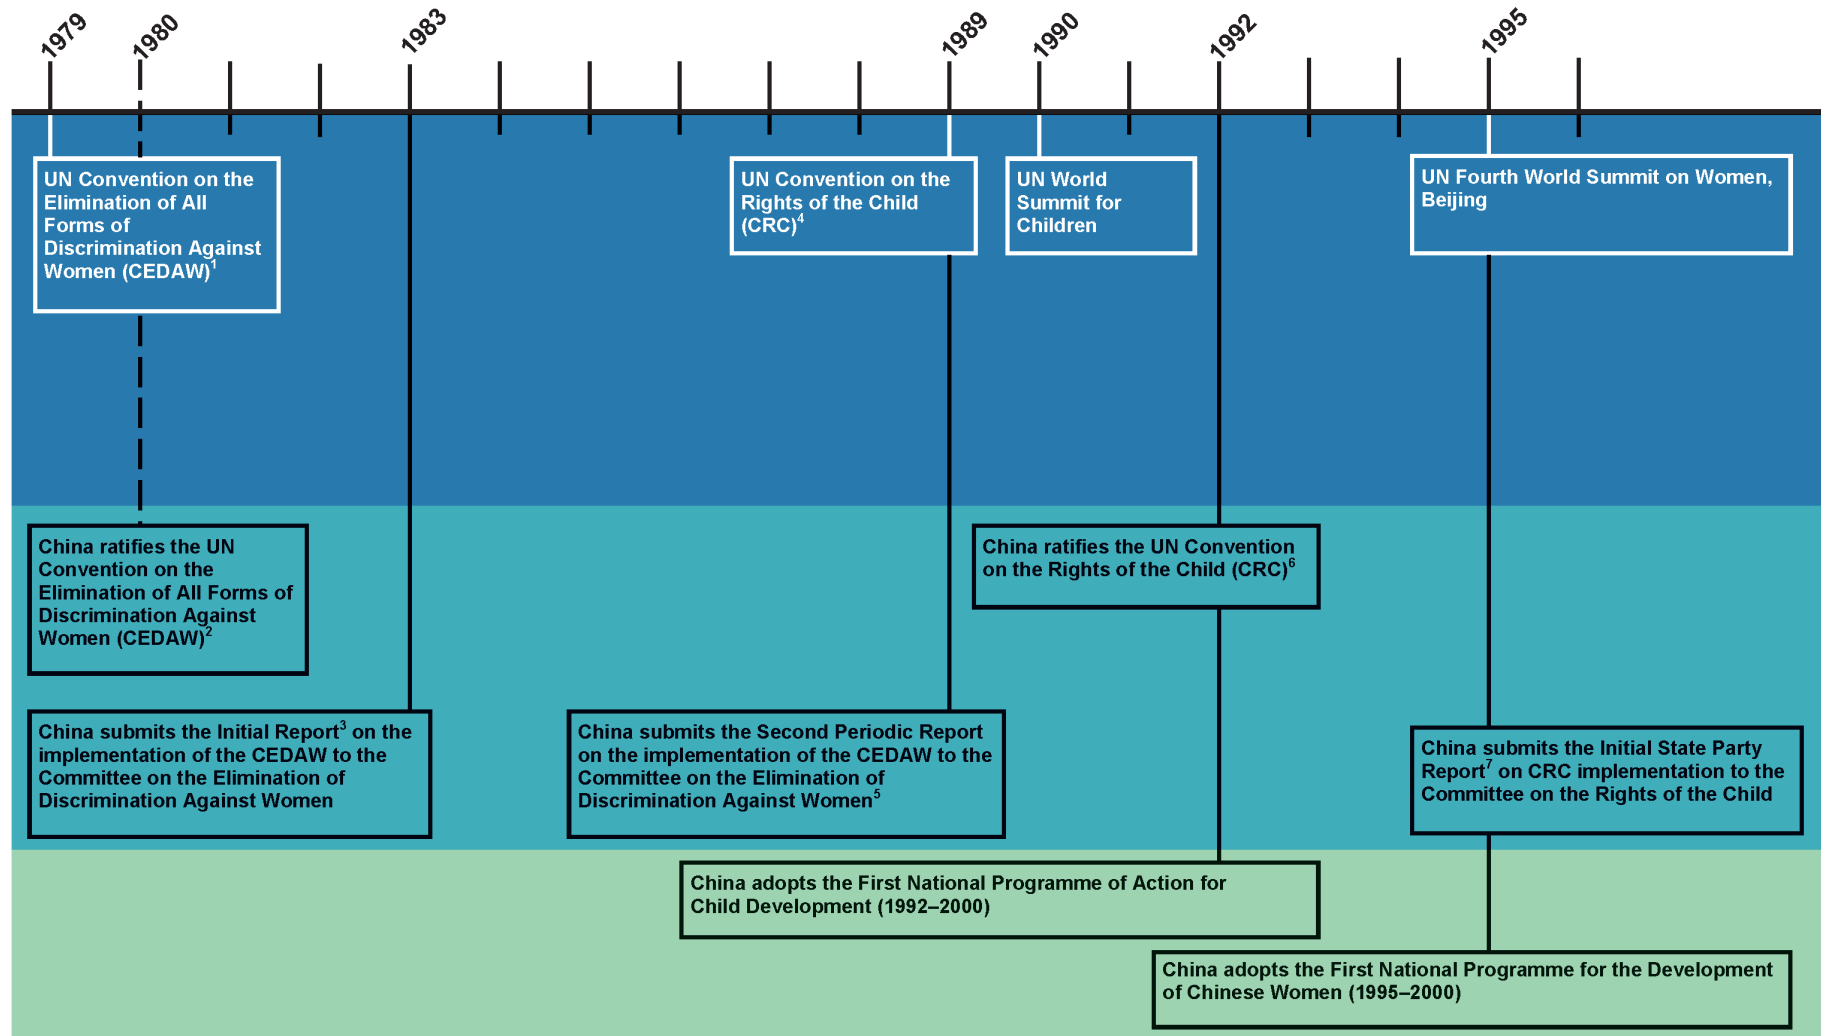 1979
1980
1983
1989
1990
1992
1995
UN Convention on the
Elimination of All
Forms of
Discrimination Against
Women (CEDAW)1
UN Convention on the
Rights of the Child
(CRC)4
UN World
Summit for
Children
UN Fourth World Summit on Women,
Beijing
China ratifies the UN
Convention on the
Elimination of All Forms of
Discrimination Against
Women (CEDAW)2
China ratifies the UN Convention
on the Rights of the Child (CRC)6
China submits the Initial Report3 on the
implementation of the CEDAW to the
Committee on the Elimination of
Discrimination Against Women
China submits the Second Periodic Report
on the implementation of the CEDAW to the
Committee on the Elimination of
Discrimination Against Women5
China submits the Initial State Party
Report7 on CRC implementation to the
Committee on the Rights of the Child
China adopts the First National Programme of Action for
Child Development (1992–2000)
China adopts the First National Programme for the Development
of Chinese Women (1995–2000)